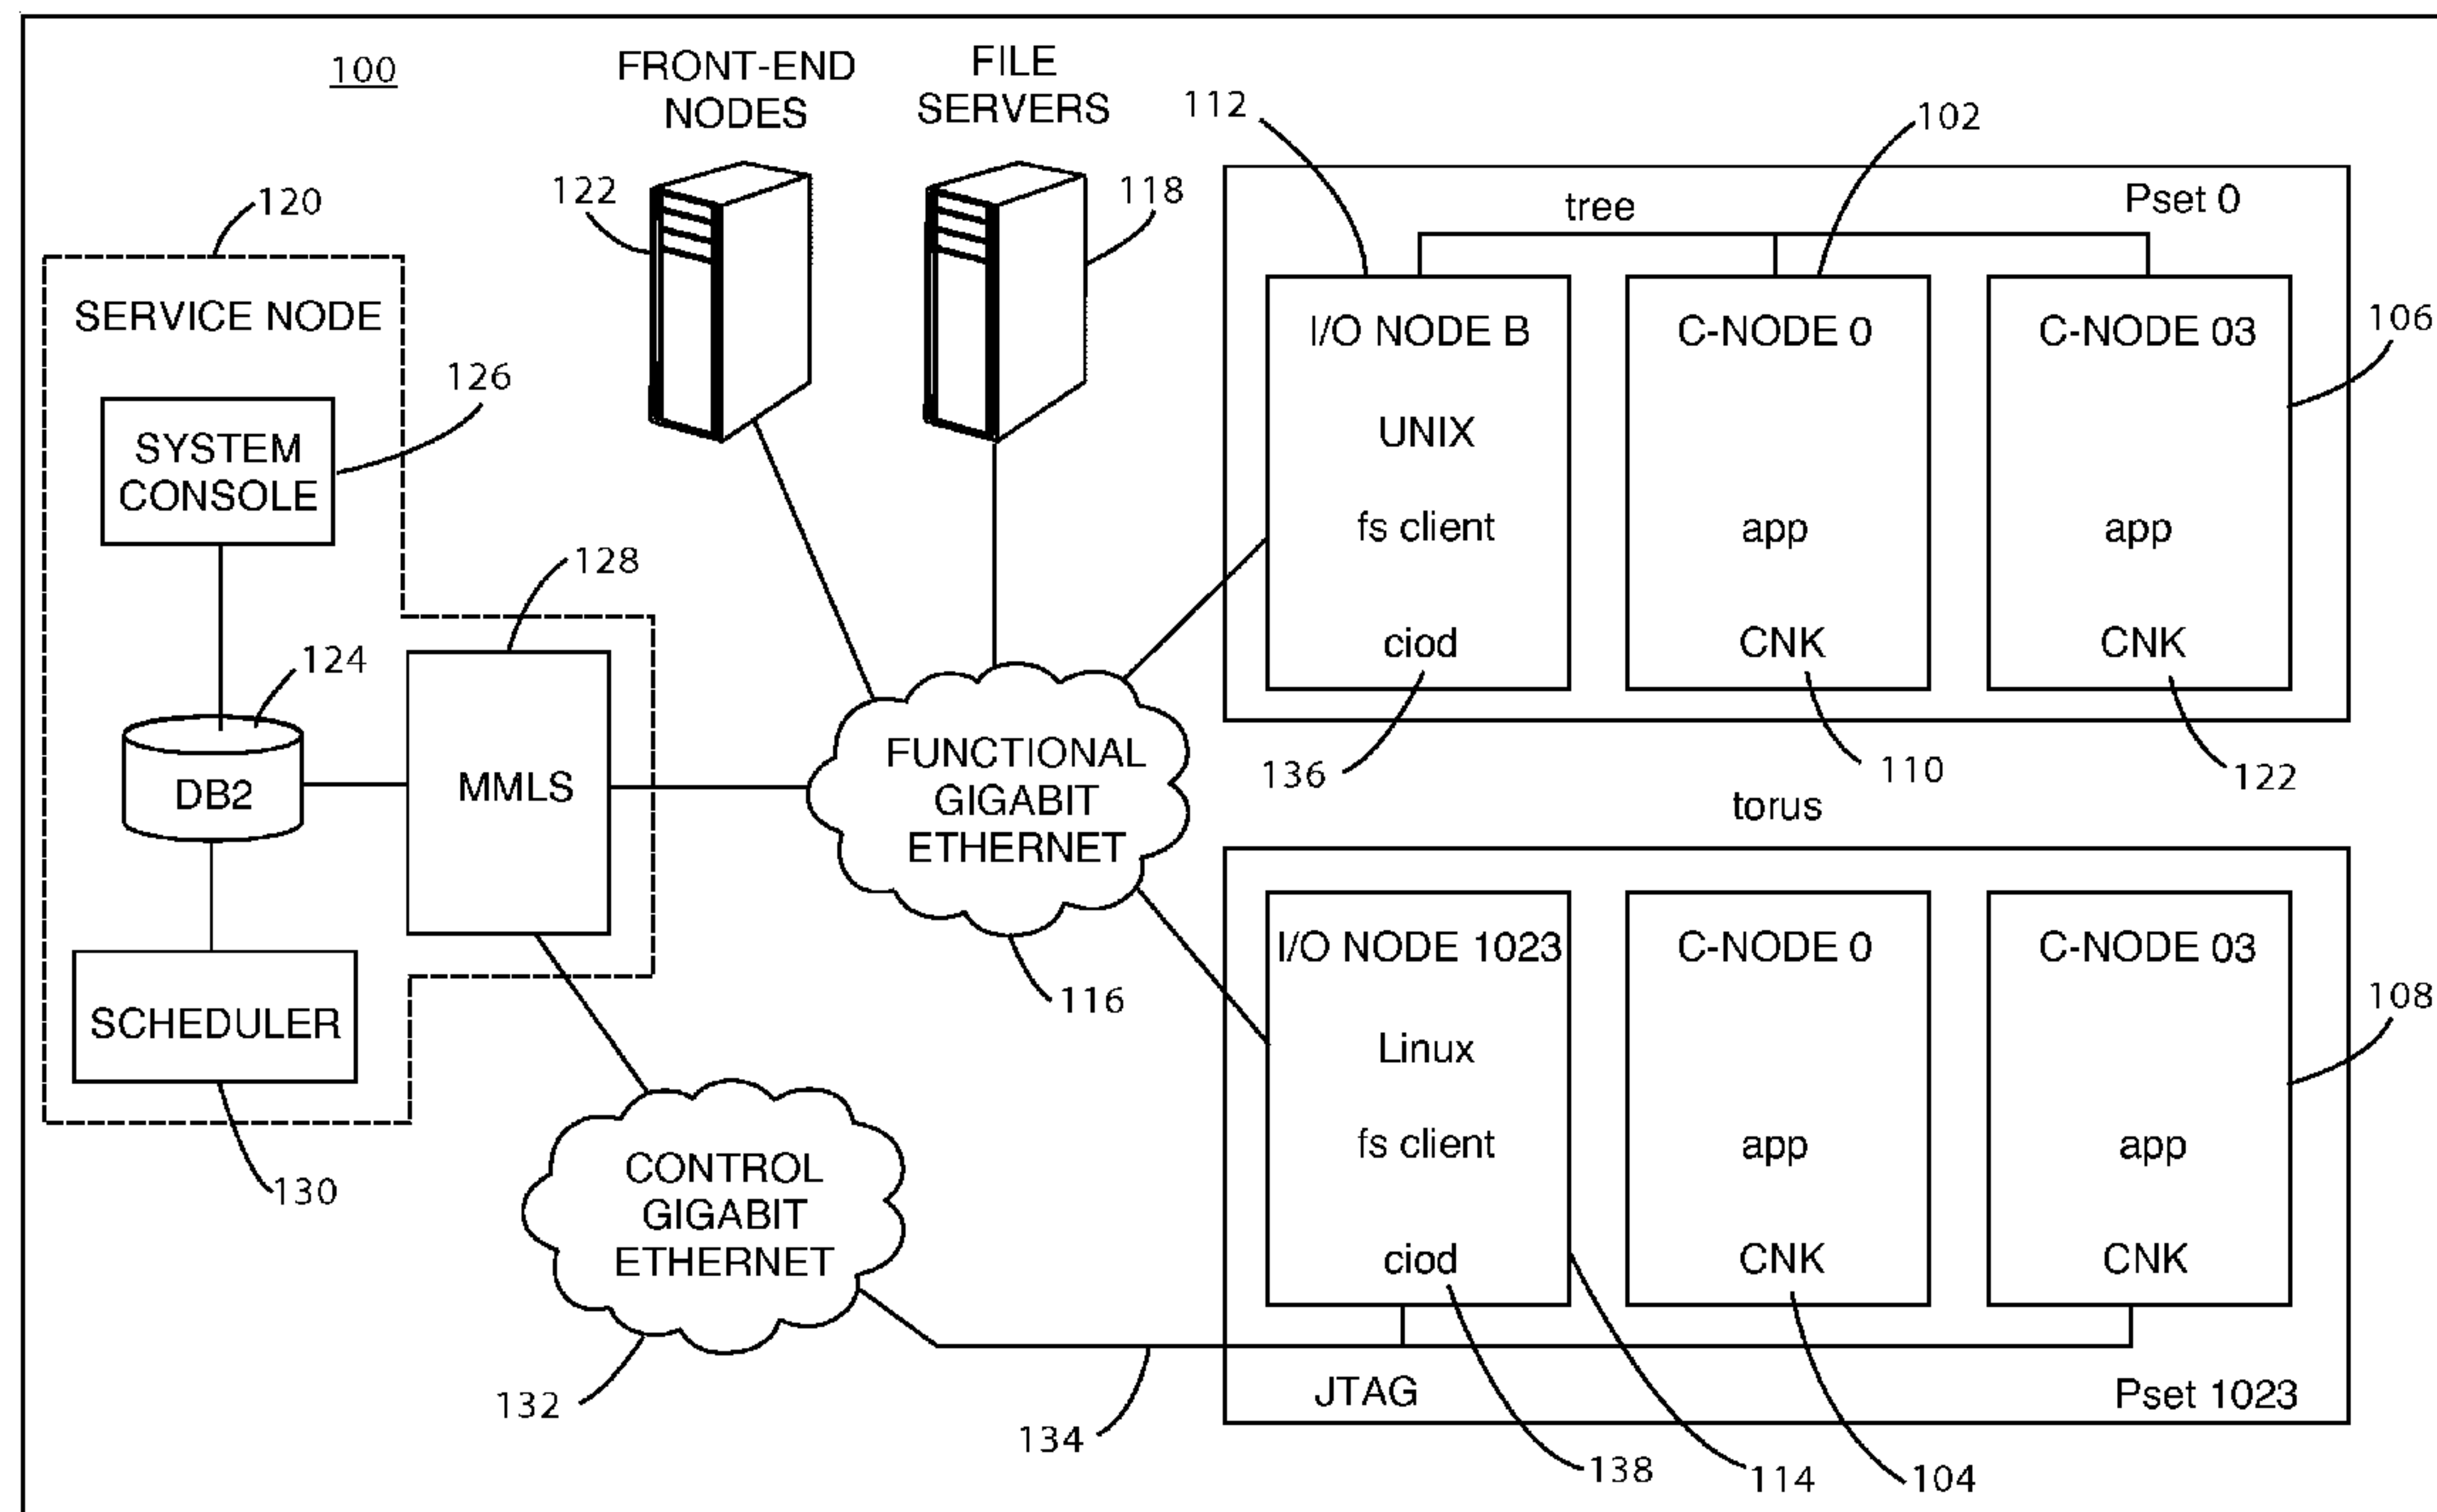 100
FRONT-END
NODES
FILE
SERVERS
112
102
122
118
120
tree
Pset 0
SERVICE NODE
126
SYSTEM
CONSOLE
I/O NODE B
UNIX
fs client
ciod
C-NODE 0
app
CNK
C-NODE 03
app
CNK
106
128
124
DB2
MMLS
FUNCTIONAL
GIGABIT
ETHERNET
136
110
122
torus
SCHEDULER
130
116
I/O NODE 1023
Linux
fs client
ciod
C-NODE 0
app
CNK
C-NODE 03
app
CNK
108
CONTROL
GIGABIT
ETHERNET
132
134
JTAG
Pset 1023
138
114
104